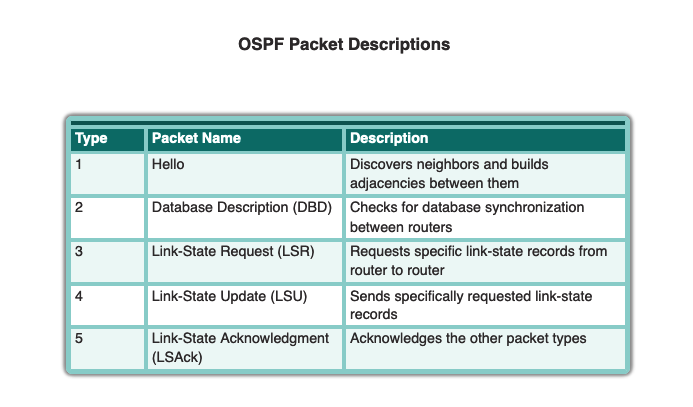 OSPF Packet Descriptions
Type Packet Name Description
1 Hello Discovers neighbors and builds
adjacencies between them
2 Database Description (DBD) Checks for database synchronization
between routers
3 Link-State Request (LSR) Requests specific link-state records from
router to router
4 Link-State Update (LSU) Sends specifically requested link-state
records
5 Link-State Acknowledgment Acknowledges the other packet types
(LSAck)